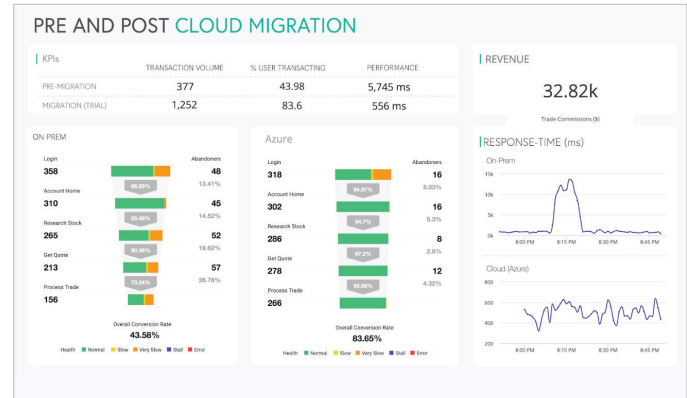 PRE AND POST CLOUD MIGRATION
KPIs
TRANSACTION VOLUME % USER TRANSACTING PERFORMANCE
PRE-MIGRATION 377 43.98 5,745 ms
MIGRATION (TRIAL) 1,252 83.6 556 ms
REVENUE
32.82k
Trade Commissions ($)
ON-PREM
Login Abandoners
358 48
86.59% 13.41%
Account Home
310 45
85.48% 14.52%
Research Stock
265 52
80.38% 19.62%
Get Quote
213 57
73.24% 26.76%
Process Trade
156
Overall Conversion Rate
43.58%
Health Normal Slow Very Slow Stall Error
Azure
Login Abandoners
318 16
94.97% 5.03%
Account Home
302 16
94.7% 5.3%
Research Stock
286 8
97.2% 2.8%
Get Quote
278 12
95.68% 4.32%
Process Trade
266
Overall Conversion Rate
83.65%
Health Normal Slow Very Slow Stall Error
RESPONSE-TIME (ms)
On-Prem
15k
10k
5k
0k
8:00 PM 8:15 PM 8:30 PM 8:45 PM
Cloud (Azure)
800
600
400
200
8:00 PM 8:15 PM 8:30 PM 8:45 PM